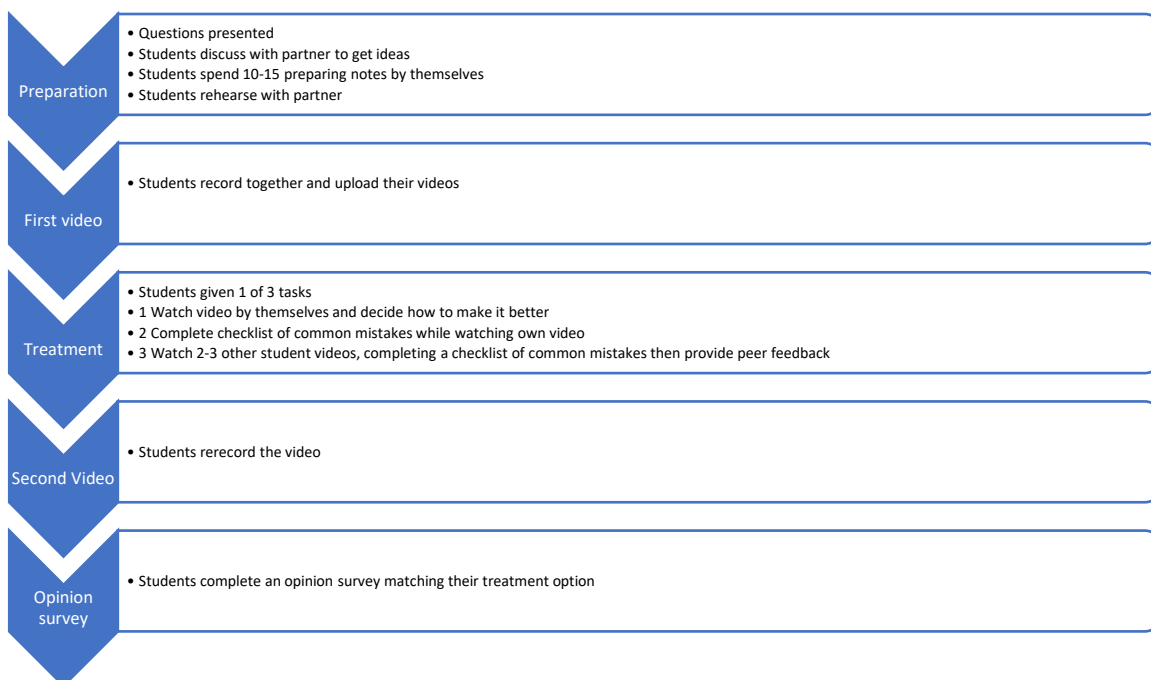 Preparation
• Questions presented
• Students discuss with partner to get ideas
• Students spend 10-15 preparing notes by themselves
• Students rehearse with partner
First video
• Students record together and upload their videos
Treatment
• Students given 1 of 3 tasks
• 1 Watch video by themselves and decide how to make it better
• 2 Complete checklist of common mistakes while watching own video
• 3 Watch 2-3 other student videos, completing a checklist of common mistakes then provide peer feedback
Second Video
• Students rerecord the video
Opinion
survey
• Students complete an opinion survey matching their treatment option